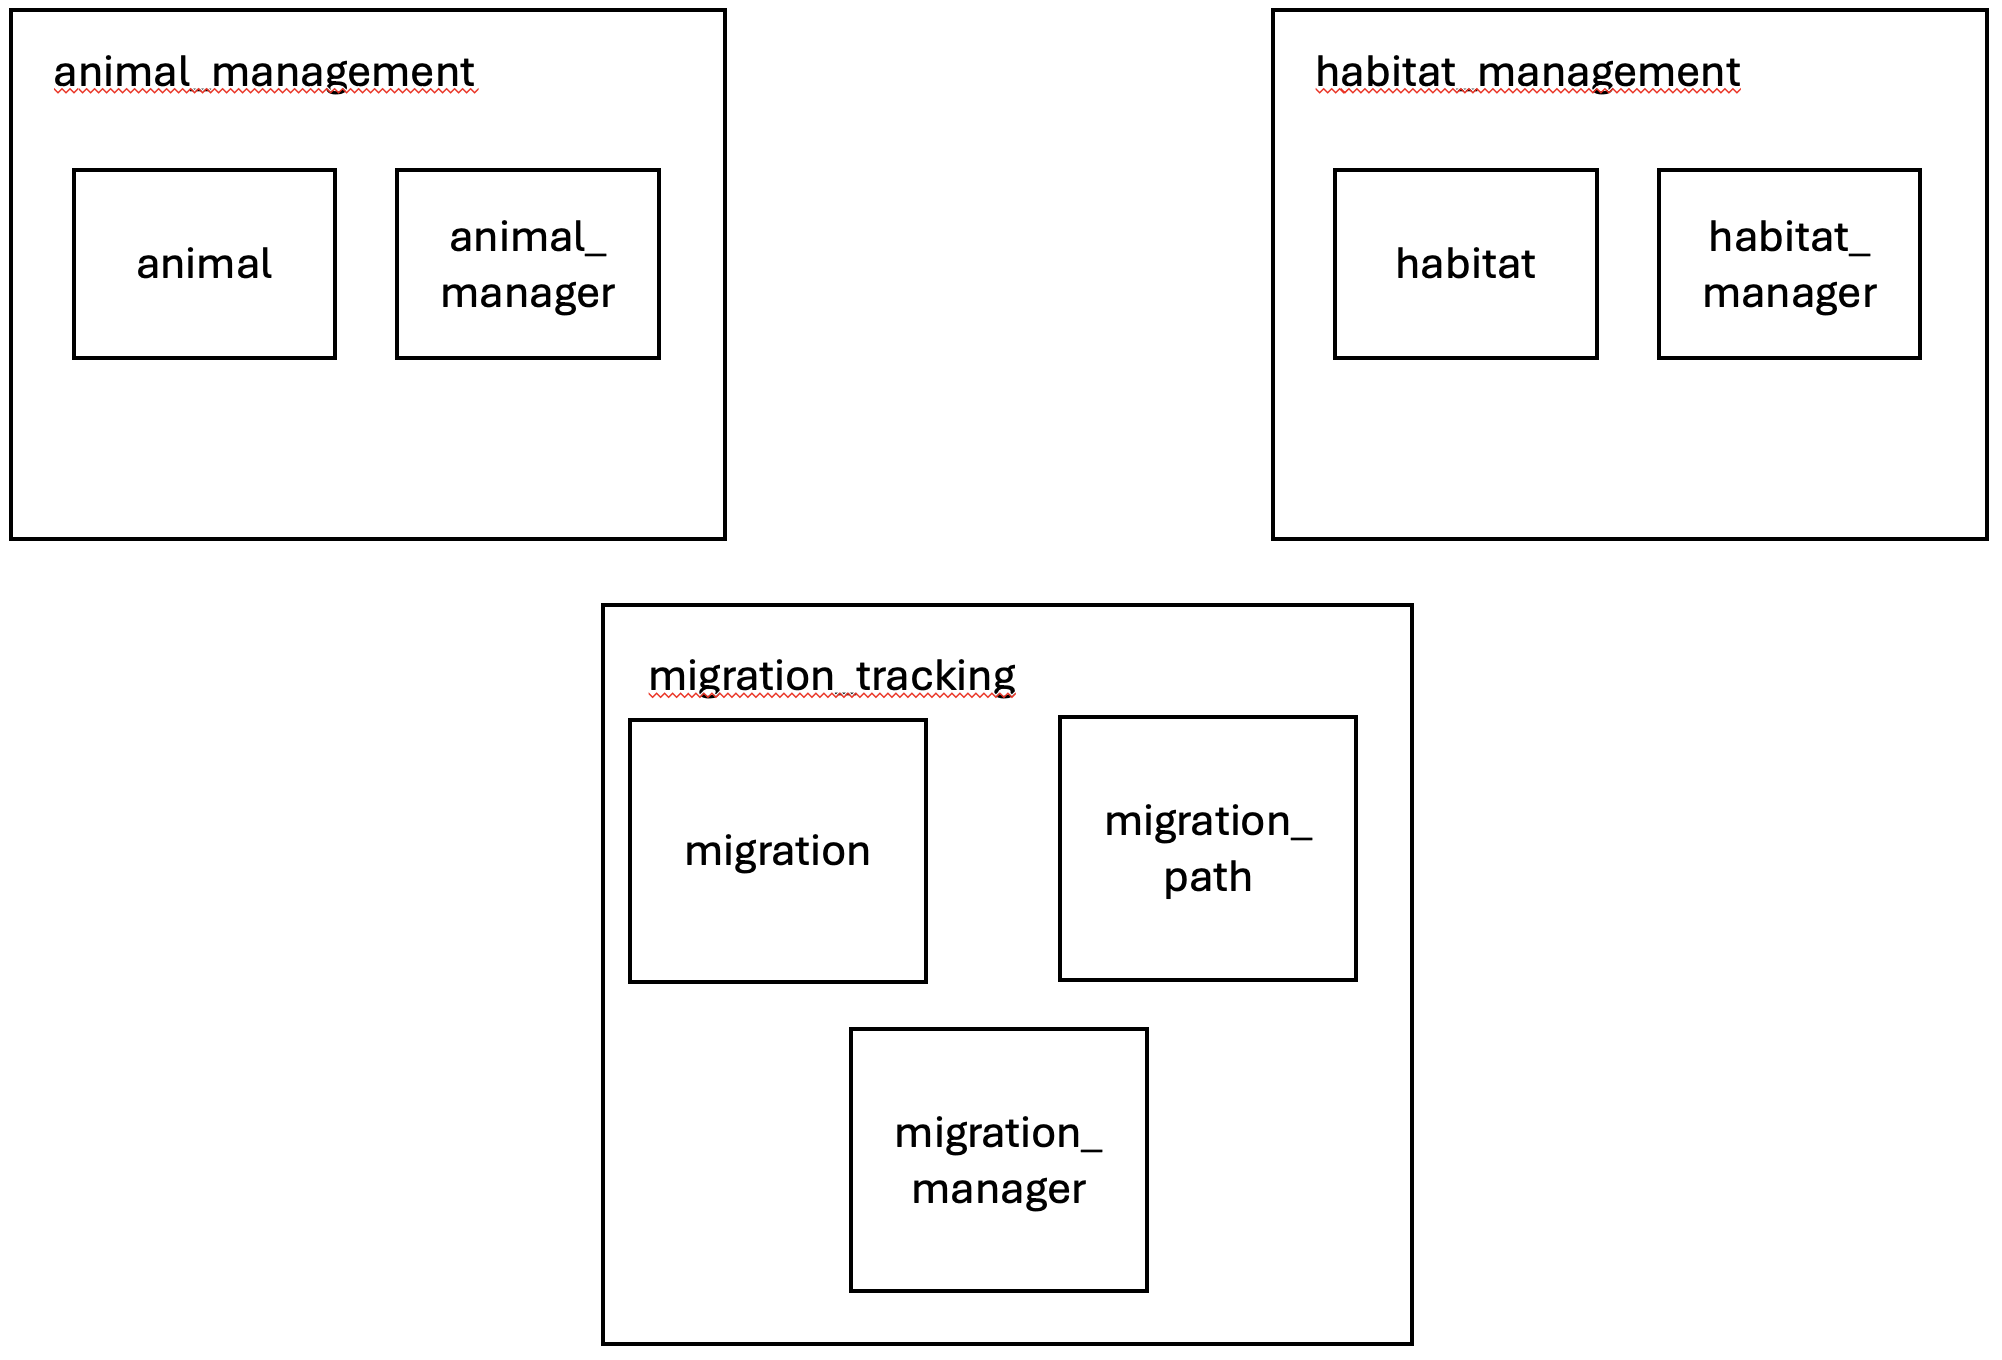 animal_management
animal
animal_
manager
habitat_management
habitat
habitat_
manager
migration_tracking
migration
migration_
path
migration_
manager